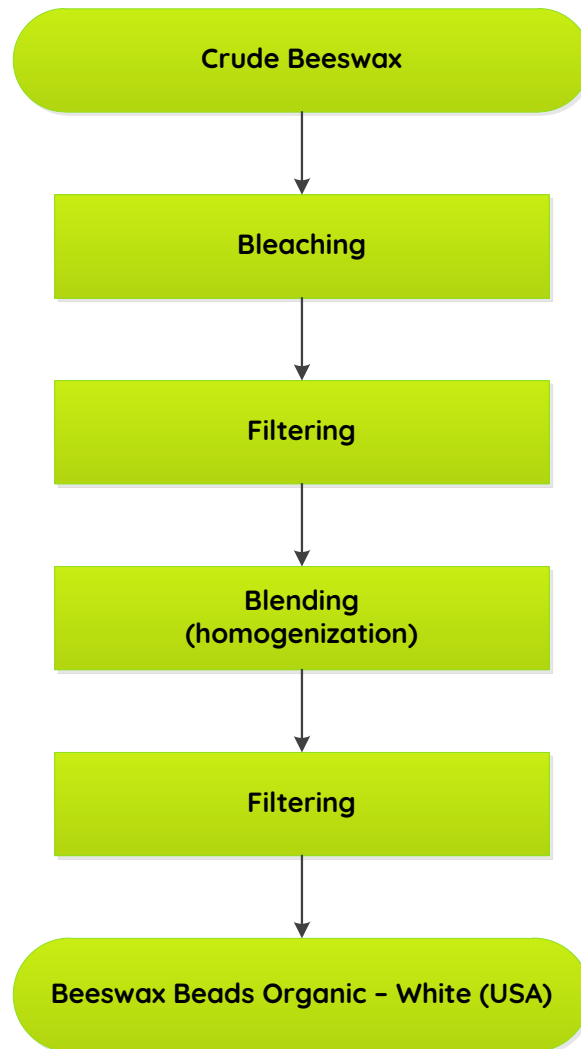 Crude Beeswax
Bleaching
Filtering
Blending
(homogenization)
Filtering
Beeswax Beads Organic – White (USA)